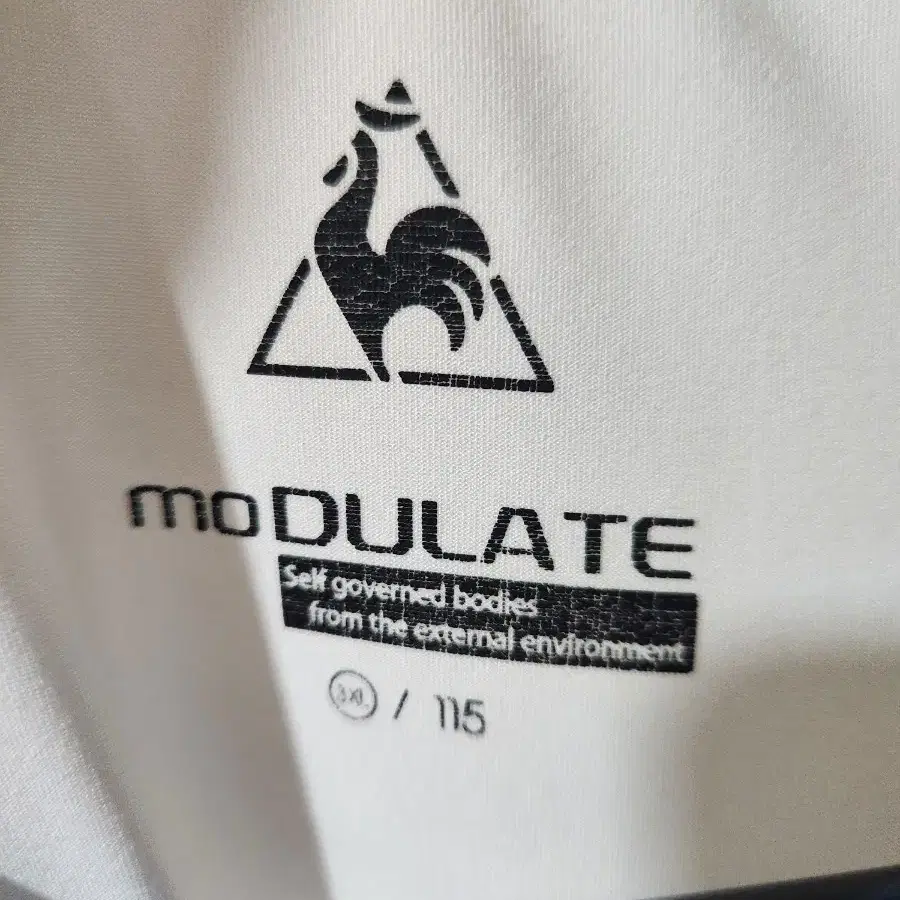 moDULATE
Self governed bodies
from the external environment
3XL / 115